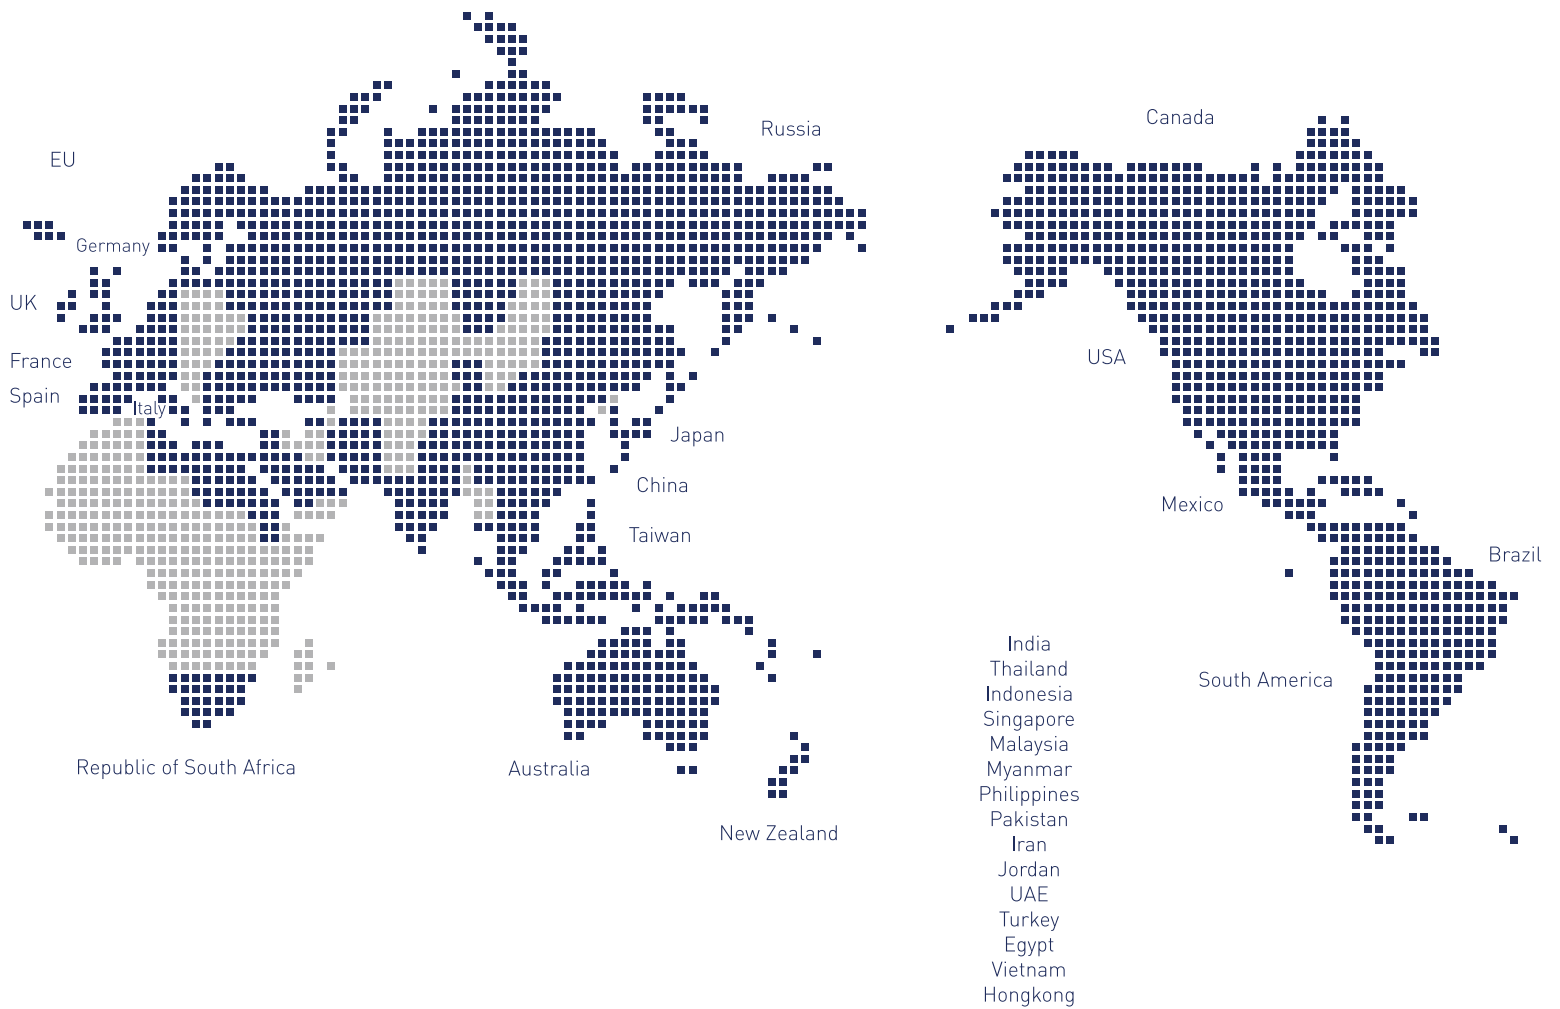 Canada
Russia
EU
Germany
UK
France
USA
Spain
Italy
Japan
China
Mexico
Taiwan
Brazil
South America
Republic of South Africa
Australia
New Zealand
India
Thailand
Indonesia
Singapore
Malaysia
Myanmar
Philippines
Pakistan
Iran
Jordan
UAE
Turkey
Egypt
Vietnam
Hongkong